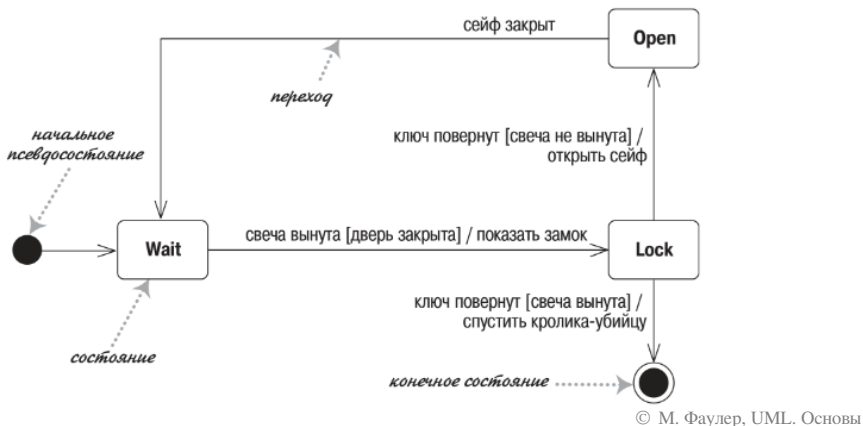 сейф закрыт
Open
переход
ключ повернут [свеча не вынута] /
открыть сейф
начальное
псевдосостояние
Wait
свеча вынута [дверь закрыта] / показать замок
Lock
ключ повернут [свеча вынута] /
спустить кролика-убийцу
состояние
конечное состояние
© М. Фаулер, UML. Основы